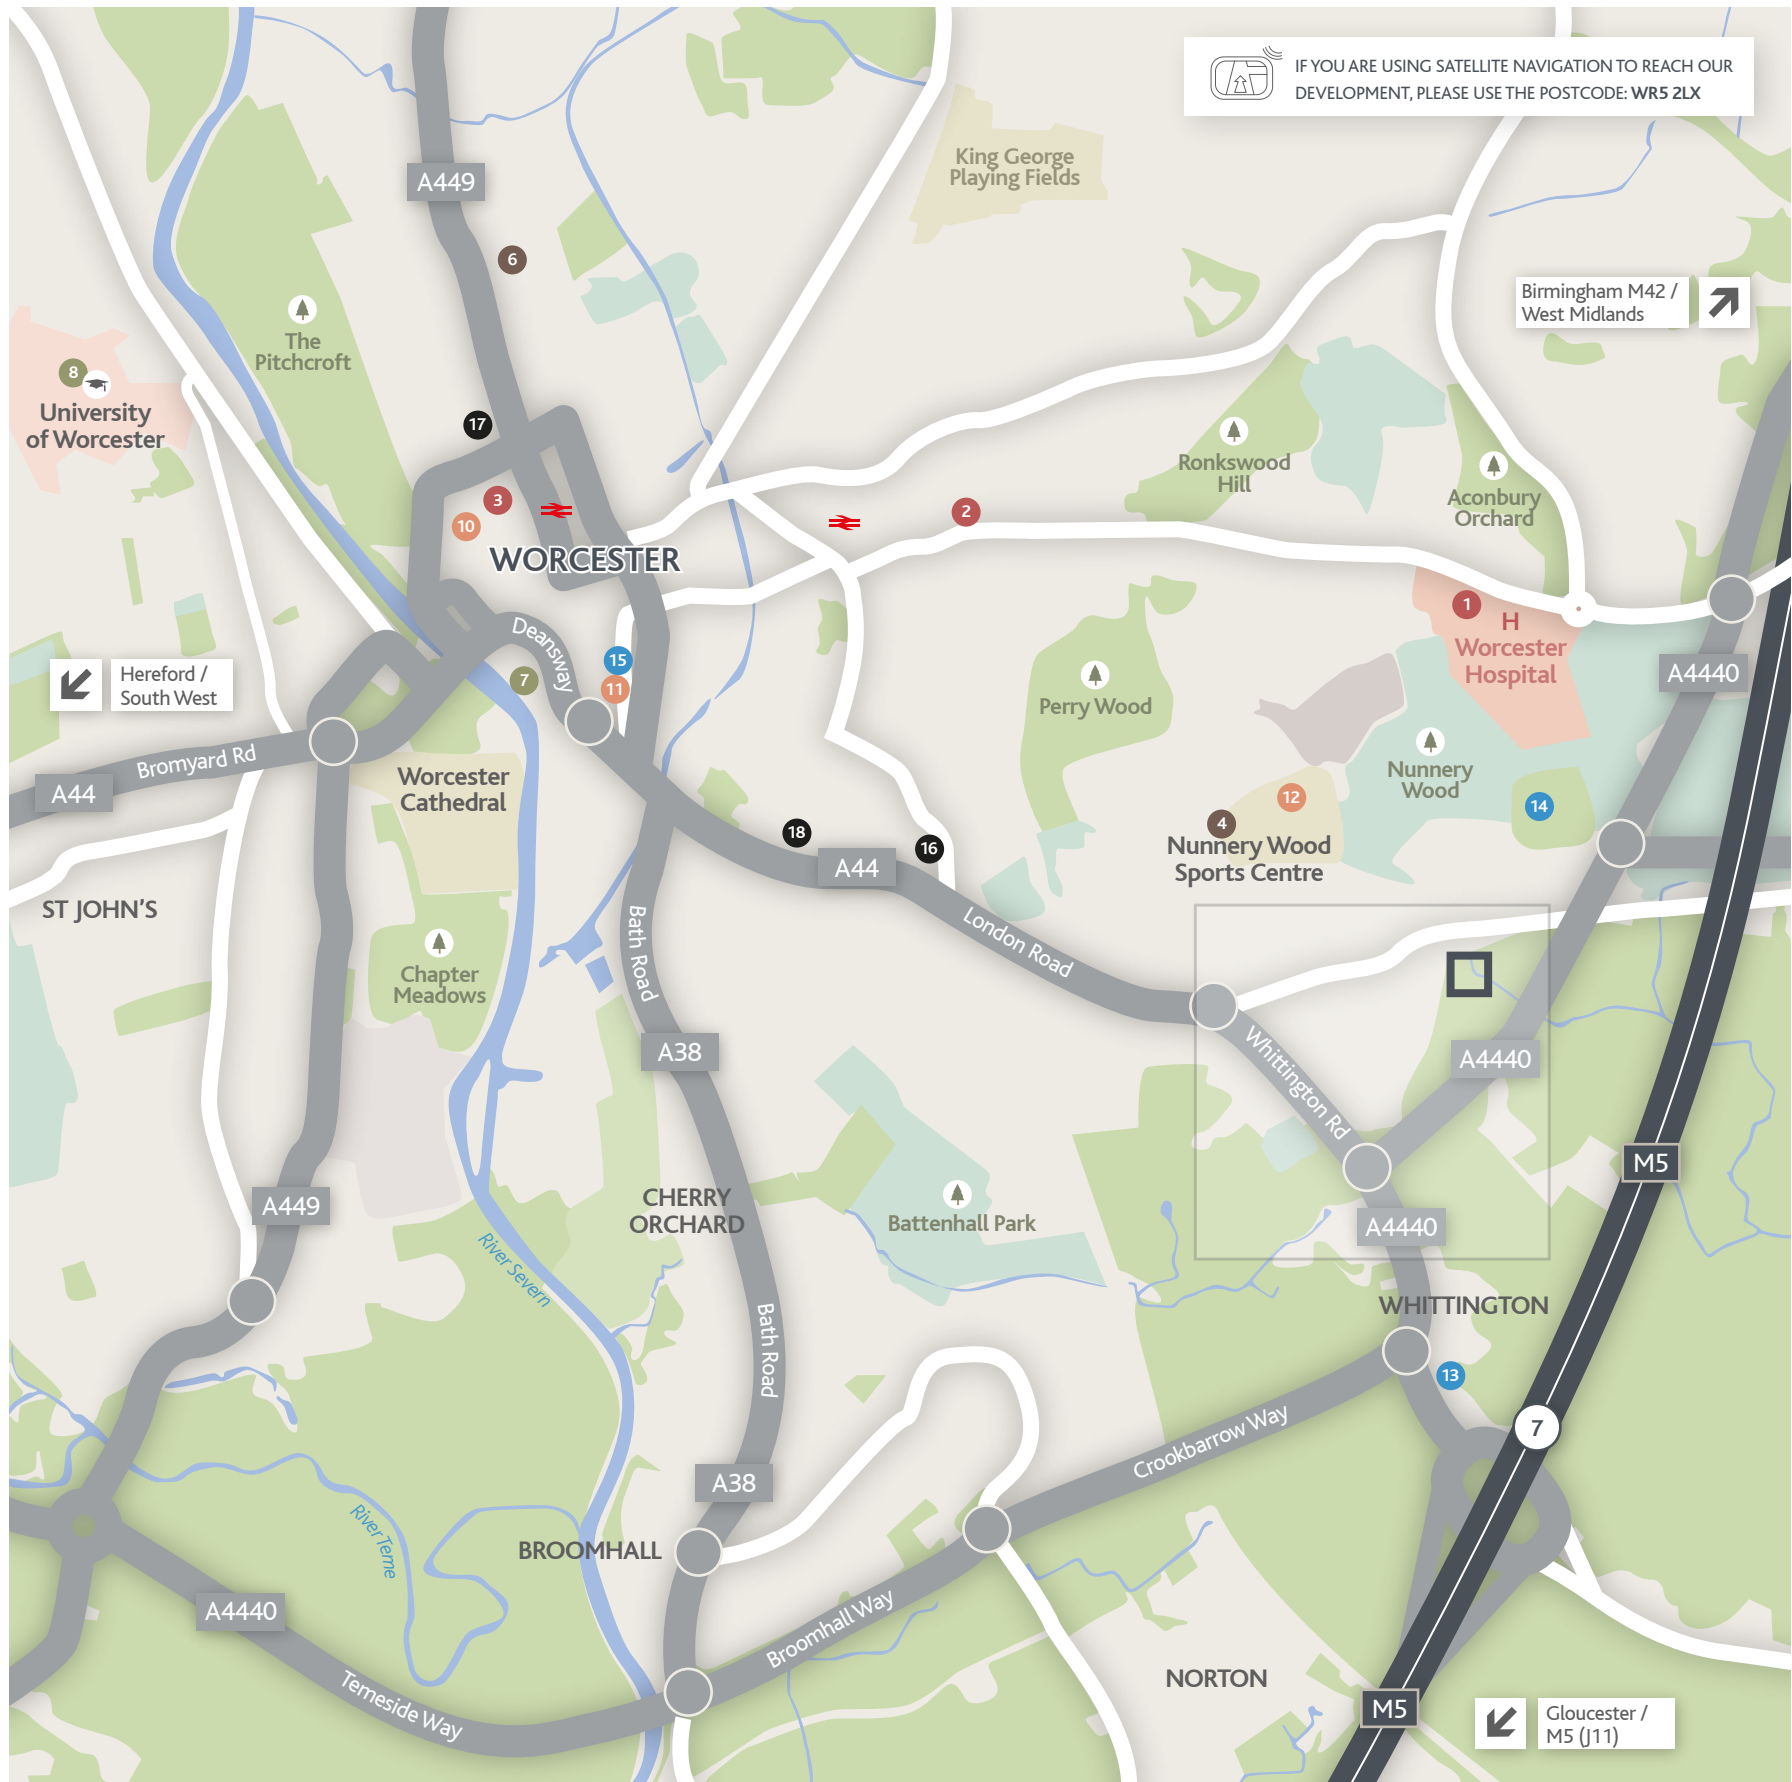 IF YOU ARE USING SATELLITE NAVIGATION TO REACH OUR
DEVELOPMENT, PLEASE USE THE POSTCODE: WR5 2LX
King George
Playing Fields
A449
6
Birmingham M42 /
West Midlands
The
Pitchcroft
8
University
of Worcester
17
Ronkswood
Hill
Aconbury
Orchard
3
10
2
WORCESTER
1
H
Worcester
Hospital
Deansway
15
11
7
Hereford /
South West
A4440
Perry Wood
Bromyard Rd
A44
Worcester
Cathedral
Nunnery
Wood
12
14
4
Nunnery Wood
Sports Centre
18
A44
16
ST JOHN'S
London Road
Bath Road
Chapter
Meadows
A38
Whittington Rd
A4440
M5
A449
CHERRY
ORCHARD
Battenhall Park
A4440
River Severn
WHITTINGTON
Bath Road
13
7
Crookbarrow Way
A38
River Teme
BROOMHALL
A4440
Broomhall Way
Temeside Way
NORTON
M5
Gloucester /
M5 (J11)